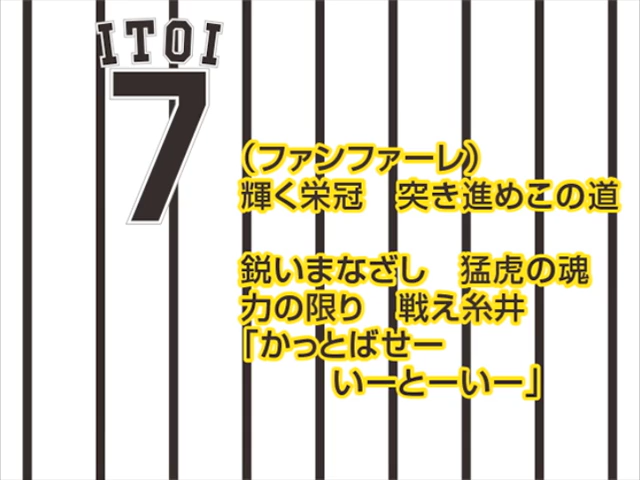 ITOI
7
（ファンファーレ）
輝く栄冠　突き進めこの道
鋭いまなざし　猛虎の魂
力の限り　戦え糸井
「かっとばせー
いーとーいー」